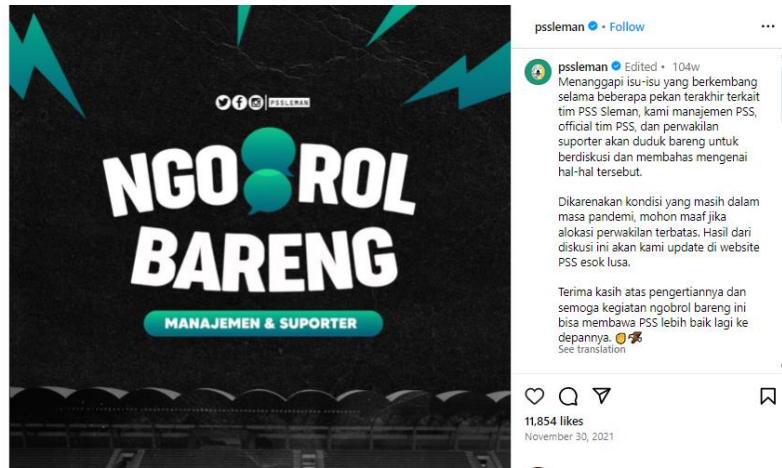 PSSLEMAN
NGOBROL
BARENG
MANAJEMEN & SUPORTER
pssleman • Follow
pssleman Edited • 104w
Menanggapi isu-isu yang berkembang
selama beberapa pekan terakhir terkait
tim PSS Sleman, kami manajemen PSS,
official tim PSS, dan perwakilan
suporter akan duduk bareng untuk
berdiskusi dan membahas mengenai
hal-hal tersebut.
Dikarenakan kondisi yang masih dalam
masa pandemi, mohon maaf jika
alokasi perwakilan terbatas. Hasil dari
diskusi ini akan kami update di website
PSS esok lusa.
Terima kasih atas pengertiannya dan
semoga kegiatan ngobrol bareng ini
bisa membawa PSS lebih baik lagi ke
depannya.
See translation
11,854 likes
November 30, 2021